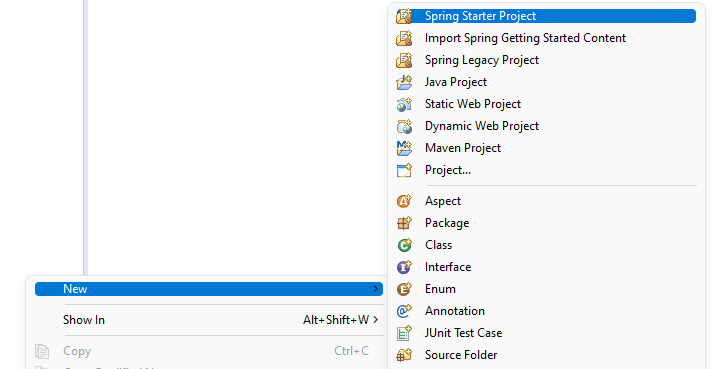 Spring Starter Project
Import Spring Getting Started Content
Spring Legacy Project
Java Project
Static Web Project
Dynamic Web Project
Maven Project
Project...
Aspect
Package
Class
Interface
Enum
Annotation
JUnit Test Case
Source Folder
New
Show In Alt+Shift+W
Copy Ctrl+C